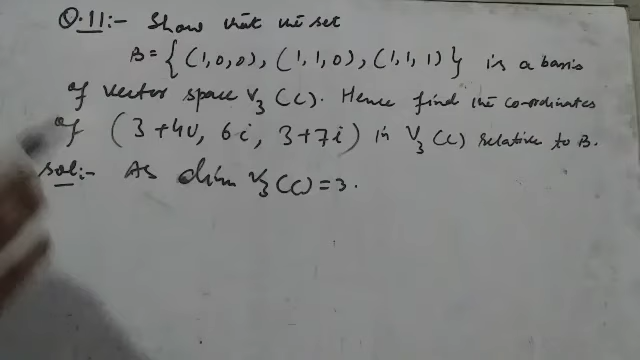 Q.11:- Show that the set
B = { (1,0,0), (1,1,0), (1,1,1) } is a basis
of vector space V₃(C). Hence find the co-ordinates
of (3+4i, 6i, 3+7i) in V₃(C) relative to B.
Sol:- As dim V₃(C) = 3.